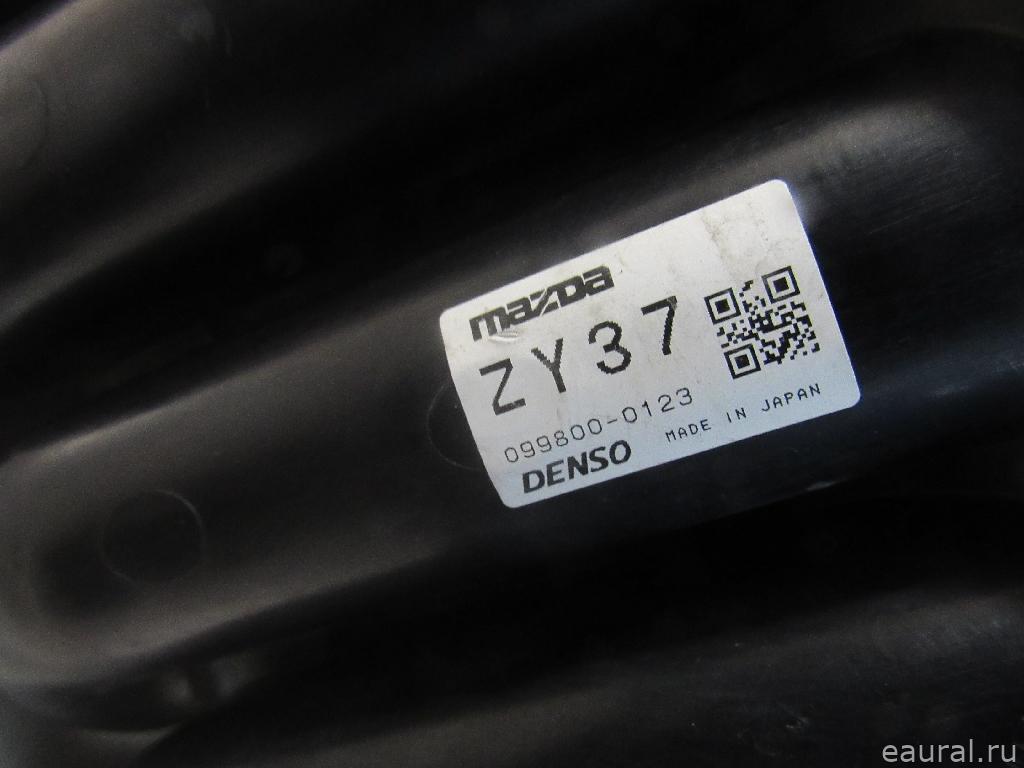 mazda
ZY37
099800-0123
DENSO MADE IN JAPAN
eaural.ru